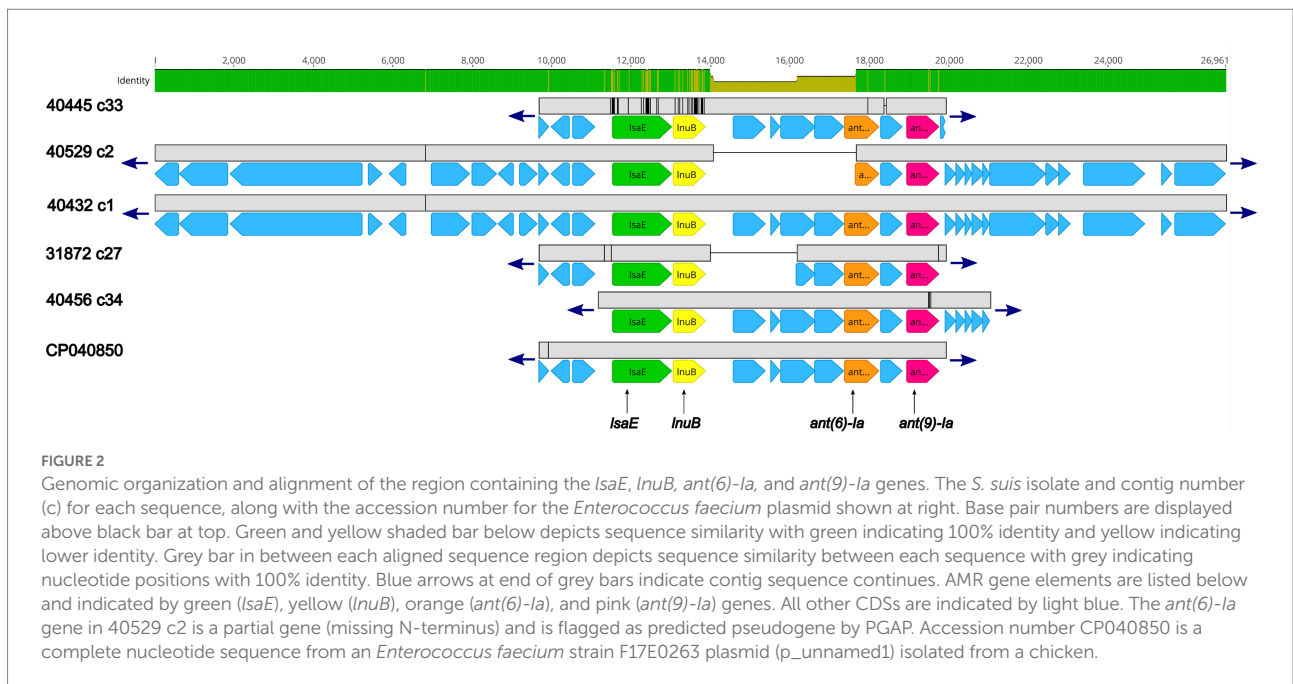 1 2,000 4,000 6,000 8,000 10,000 12,000 14,000 16,000 18,000 20,000 22,000 24,000 26,961
Identity
40445 c33
lsaE lnuB ant... an...
40529 c2
lsaE lnuB a... an...
40432 c1
lsaE lnuB ant... an...
31872 c27
lsaE lnuB ant... an...
40456 c34
lsaE lnuB ant... an...
CP040850
lsaE lnuB ant... an...
lsaE lnuB ant(6)-Ia ant(9)-Ia
FIGURE 2
Genomic organization and alignment of the region containing the lsaE, lnuB, ant(6)-Ia, and ant(9)-Ia genes. The S. suis isolate and contig number
(c) for each sequence, along with the accession number for the Enterococcus faecium plasmid shown at right. Base pair numbers are displayed
above black bar at top. Green and yellow shaded bar below depicts sequence similarity with green indicating 100% identity and yellow indicating
lower identity. Grey bar in between each aligned sequence region depicts sequence similarity between each sequence with grey indicating
nucleotide positions with 100% identity. Blue arrows at end of grey bars indicate contig sequence continues. AMR gene elements are listed below
and indicated by green (lsaE), yellow (lnuB), orange (ant(6)-Ia), and pink (ant(9)-Ia) genes. All other CDSs are indicated by light blue. The ant(6)-Ia
gene in 40529 c2 is a partial gene (missing N-terminus) and is flagged as predicted pseudogene by PGAP. Accession number CP040850 is a
complete nucleotide sequence from an Enterococcus faecium strain F17E0263 plasmid (p_unnamed1) isolated from a chicken.